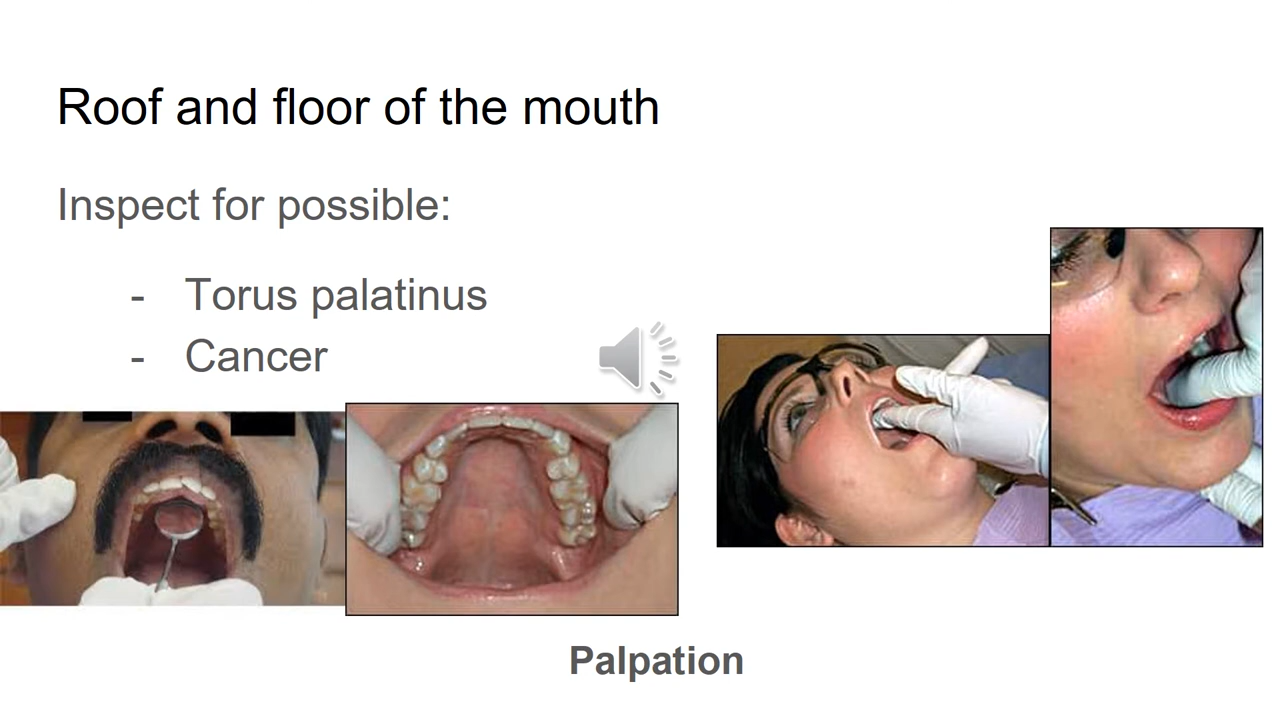 Roof and floor of the mouth
Inspect for possible:
- Torus palatinus
- Cancer
Palpation